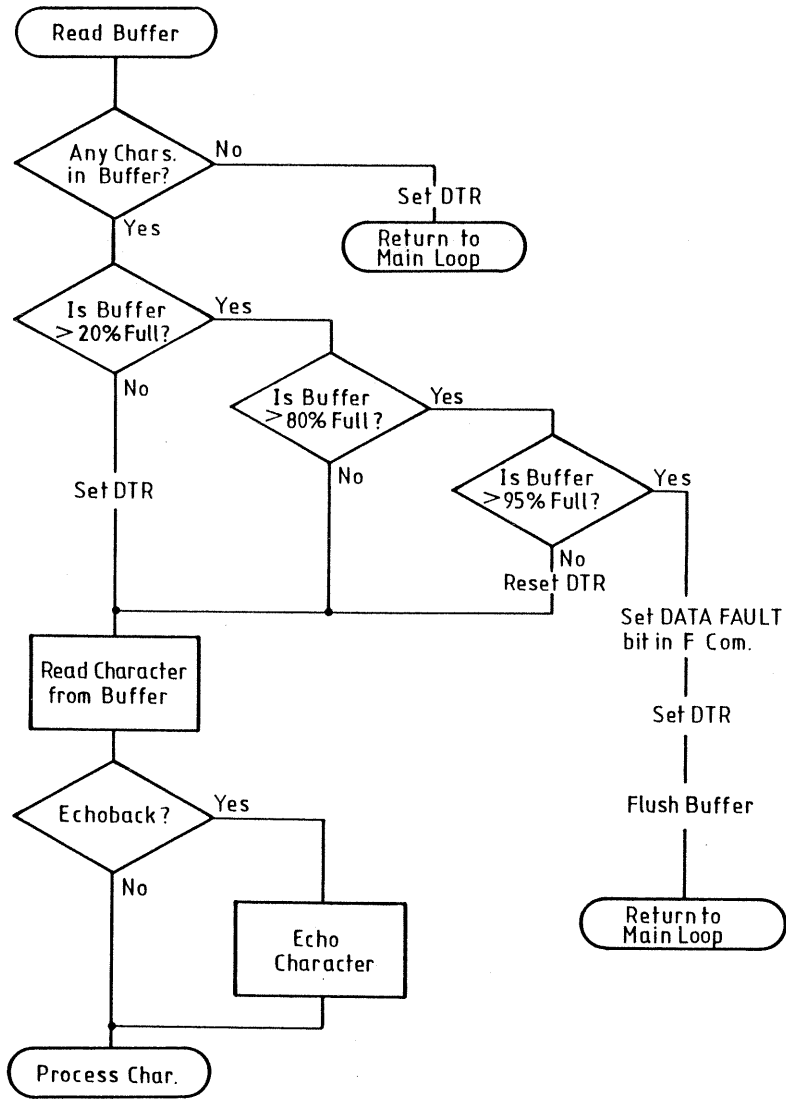 Read Buffer
Any Chars.
in Buffer?
No
Set DTR
Return to
Main Loop
Yes
Is Buffer
> 20% Full?
Yes
No
Is Buffer
> 80% Full?
Yes
No
Is Buffer
> 95% Full?
Yes
No
Reset DTR
Set DTR
Set DATA FAULT
bit in F Com.
Set DTR
Flush Buffer
Return to
Main Loop
Read Character
from Buffer
Echoback?
Yes
No
Echo
Character
Process Char.